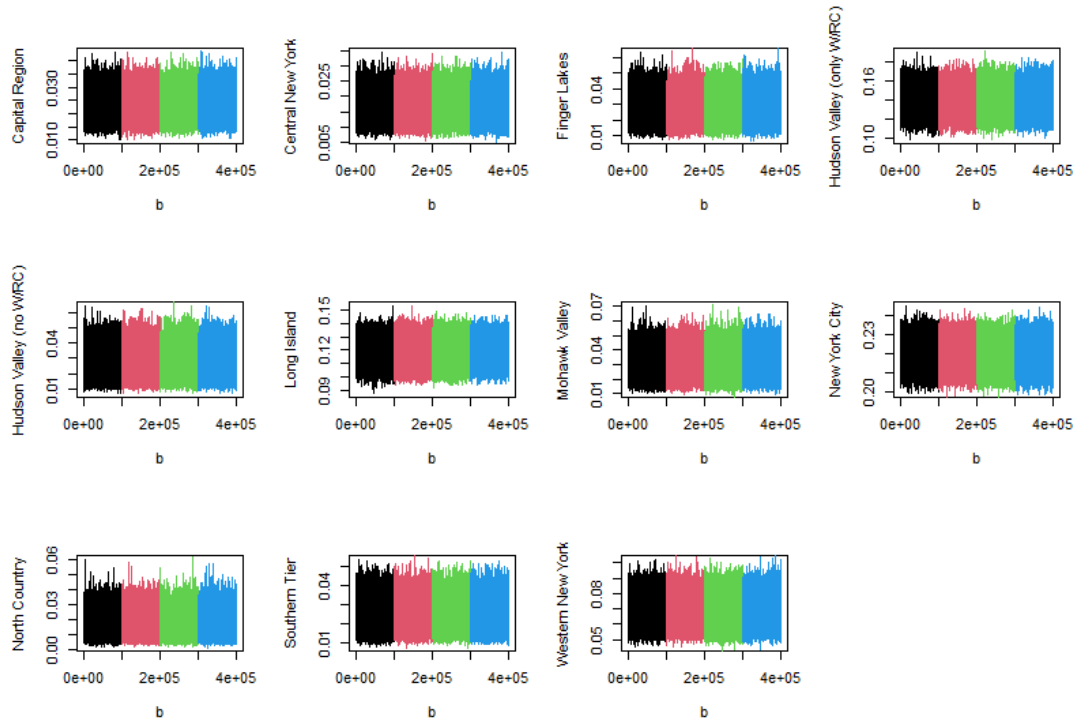 Capital Region
0.010 0.030
0e+00 2e+05 4e+05
b
Central New York
0.005 0.025
0e+00 2e+05 4e+05
b
Finger Lakes
0.01 0.04
0e+00 2e+05 4e+05
b
Hudson Valley (only WRC)
0.10 0.16
0e+00 2e+05 4e+05
b
Hudson Valley (no WRC)
0.01 0.04
0e+00 2e+05 4e+05
b
Long Island
0.09 0.12 0.15
0e+00 2e+05 4e+05
b
Mohawk Valley
0.01 0.04 0.07
0e+00 2e+05 4e+05
b
New York City
0.20 0.23
0e+00 2e+05 4e+05
b
North Country
0.00 0.03 0.06
0e+00 2e+05 4e+05
b
Southern Tier
0.01 0.04
0e+00 2e+05 4e+05
b
Western New York
0.05 0.08
0e+00 2e+05 4e+05
b